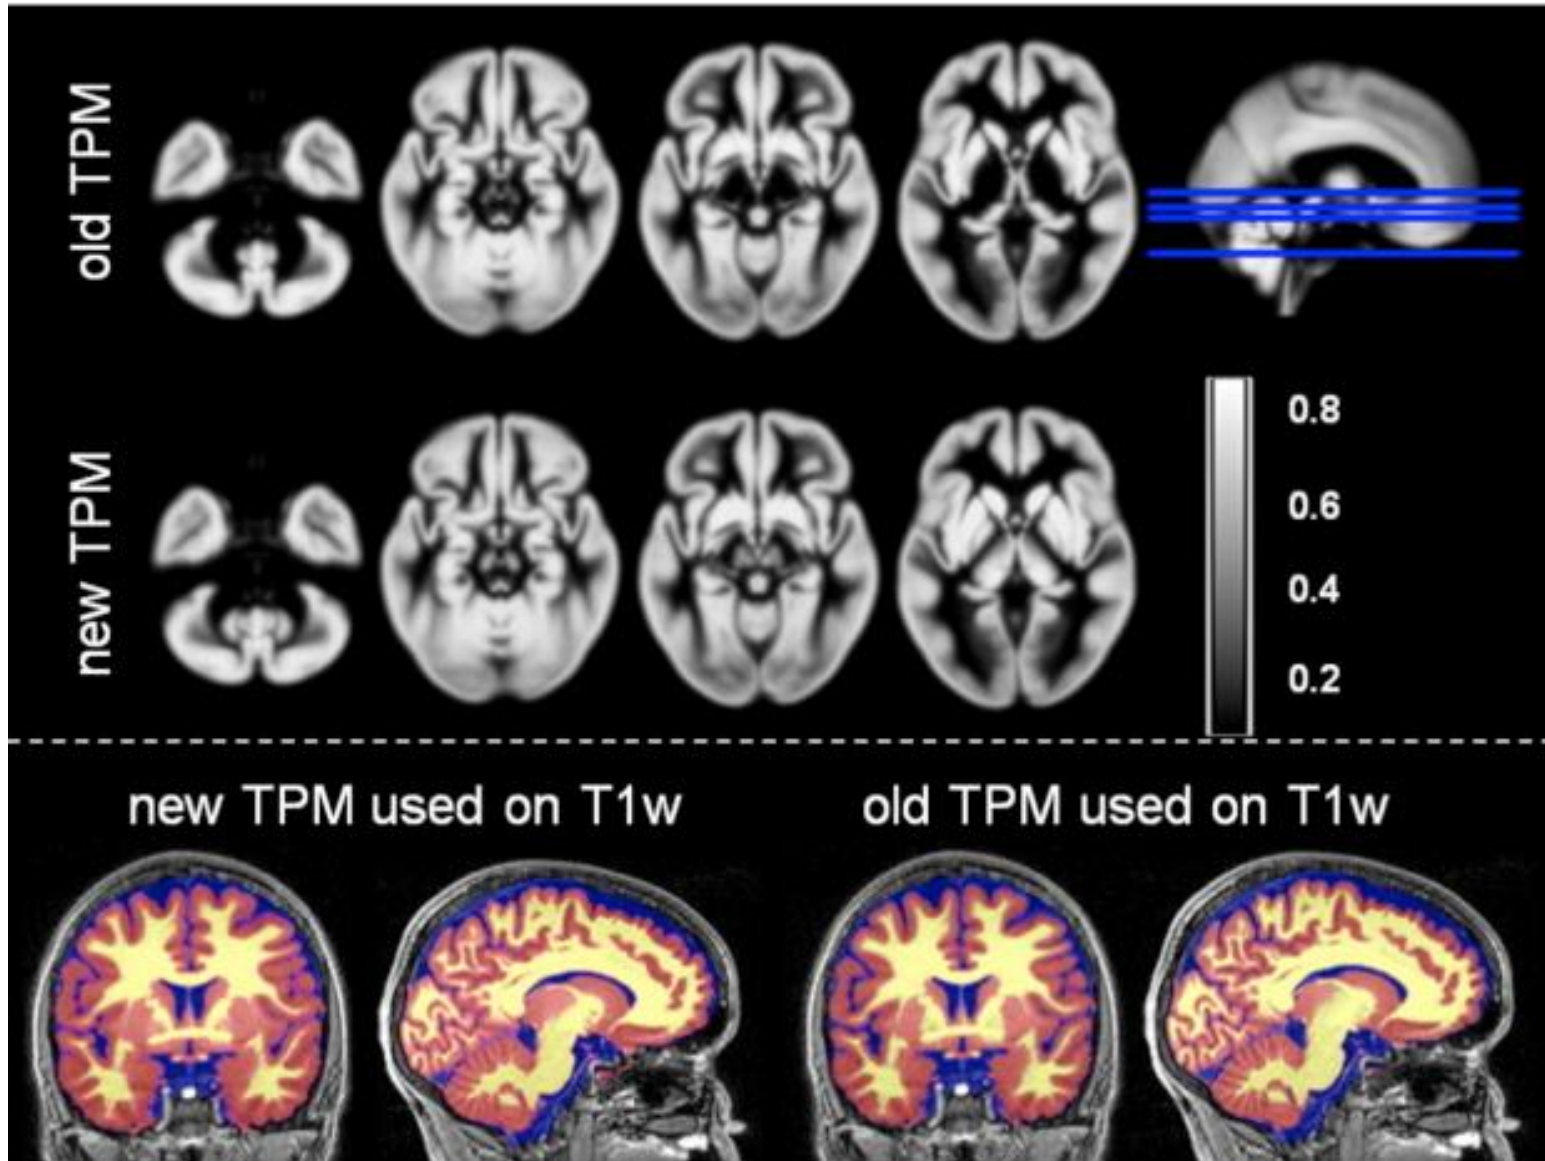 old TPM
new TPM
0.8
0.6
0.4
0.2
new TPM used on T1w
old TPM used on T1w